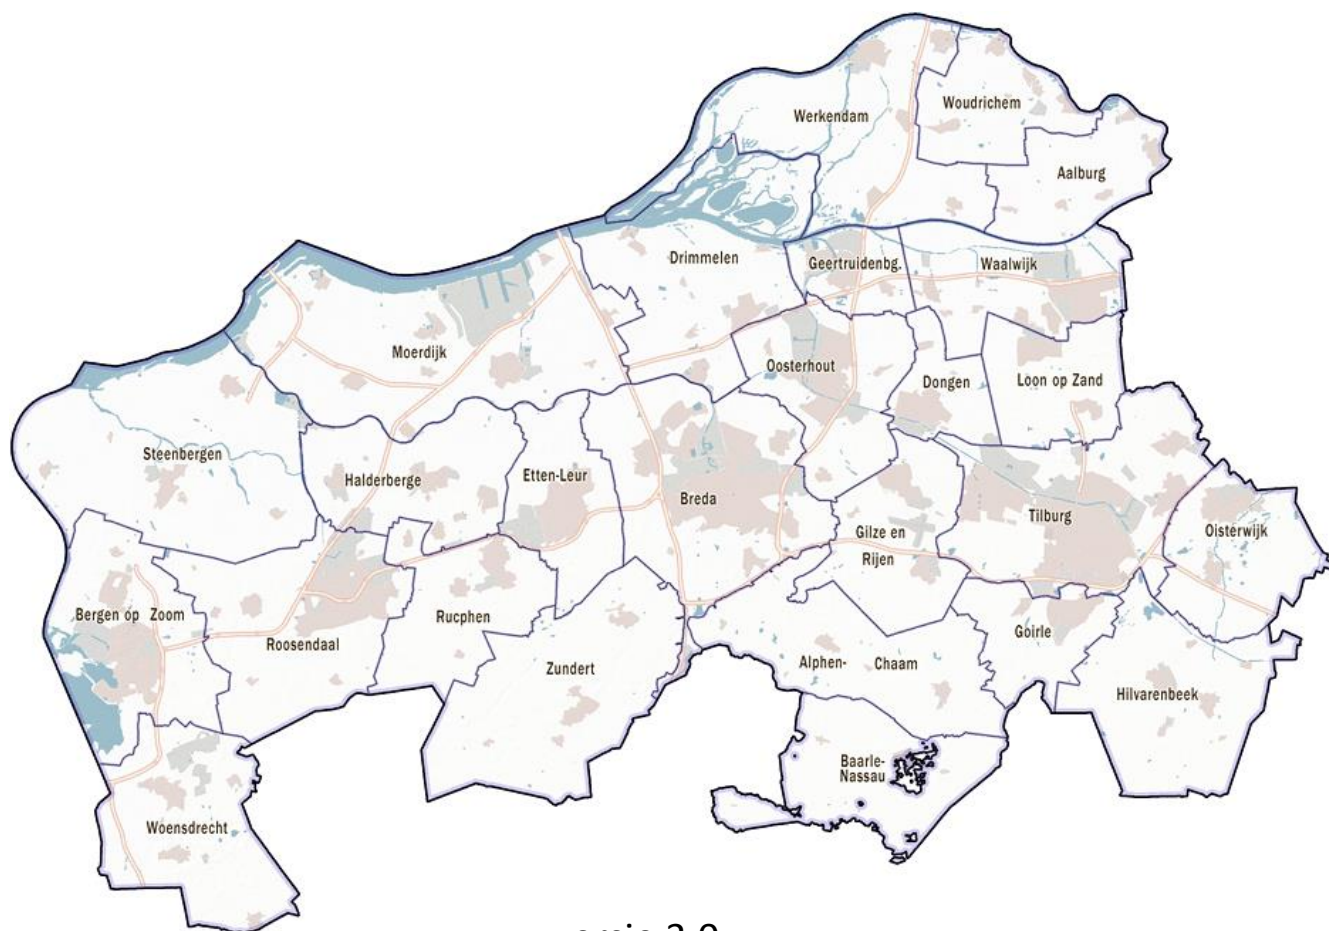 Woudrichem
Werkendam
Aalburg
Drimmelen
Geertruidenbg.
Waalwijk
Moerdijk
Oosterhout
Dongen
Loon op Zand
Steenbergen
Halderberge
Etten-Leur
Breda
Tilburg
Gilze en
Rijen
Oisterwijk
Bergen op Zoom
Roosendaal
Rucphen
Goirle
Zundert
Alphen- Chaam
Hilvarenbeek
Baarle-
Nassau
Woensdrecht